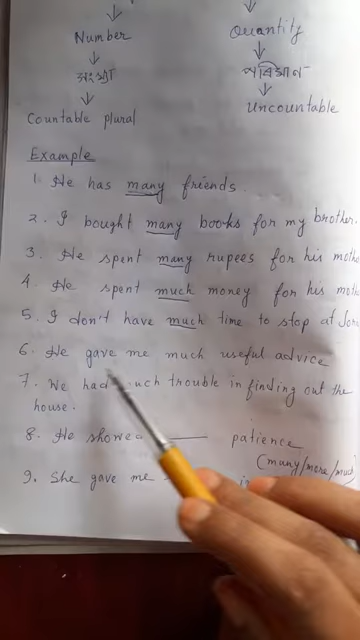 Number Quantity
সংখ্যা পরিমাণ
Countable plural Uncountable
Example
1. He has many friends.
2. I bought many books for my brother.
3. He spent many rupees for his
4. He spent much money for his
5. I don't have much time to stop at
6. He gave me much useful advice
7. We had much trouble in finding out the
house.
8. He showed patience
(many/more/much)
9. She gave me